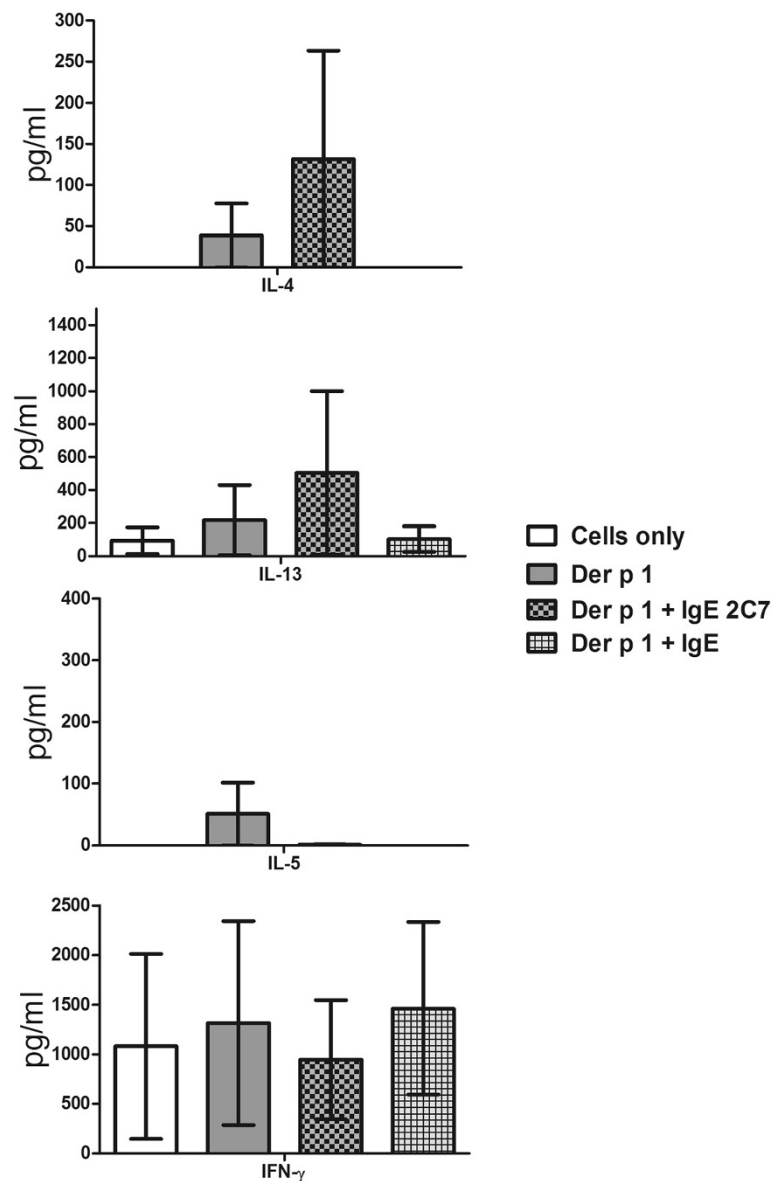 300
250
200
150
100
50
0
pg/ml
IL-4
1400
1200
1000
800
600
400
200
0
pg/ml
IL-13
Cells only
Der p 1
Der p 1 + IgE 2C7
Der p 1 + IgE
400
300
200
100
0
pg/ml
IL-5
2500
2000
1500
1000
500
0
pg/ml
IFN-γ